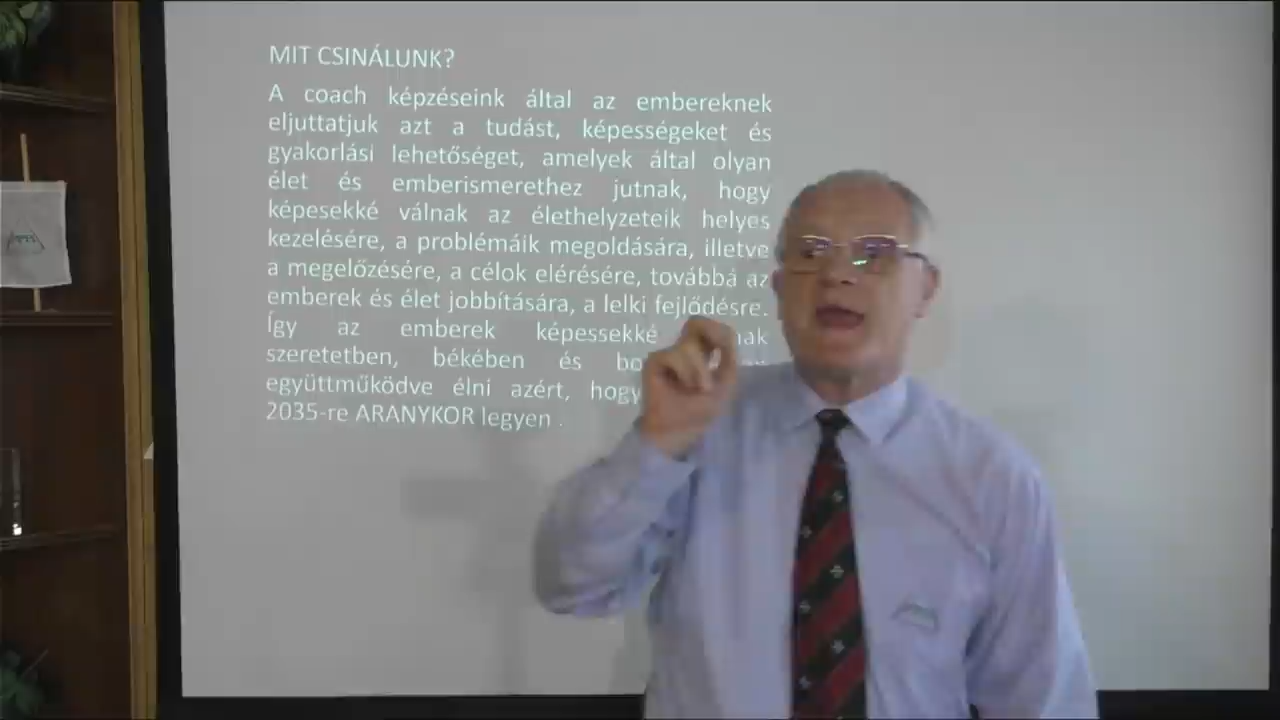 MIT CSINÁLUNK?
A coach képzéseink által az embereknek
eljuttatjuk azt a tudást, képességeket és
gyakorlási lehetőséget, amelyek által olyan
élet és emberismerethez jutnak, hogy
képesekké válnak az élethelyzeteik helyes
kezelésére, a problémáik megoldására, illetve
a megelőzésére, a célok elérésére, továbbá az
emberek és élet jobbítására, a lelki fejlődésre.
Így az emberek képessekké
szeretetben, békében és
együttműködve élni azért, hogy
2035-re ARANYKOR legyen .